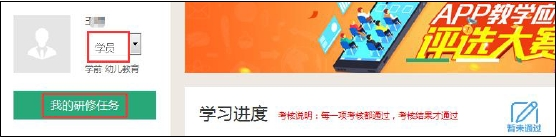 王
学员
学前 幼儿教育
我的研修任务
APP教学应
评选大赛
学习进度 考核说明：每一项考核都通过，考核结果才通过
暂未通过